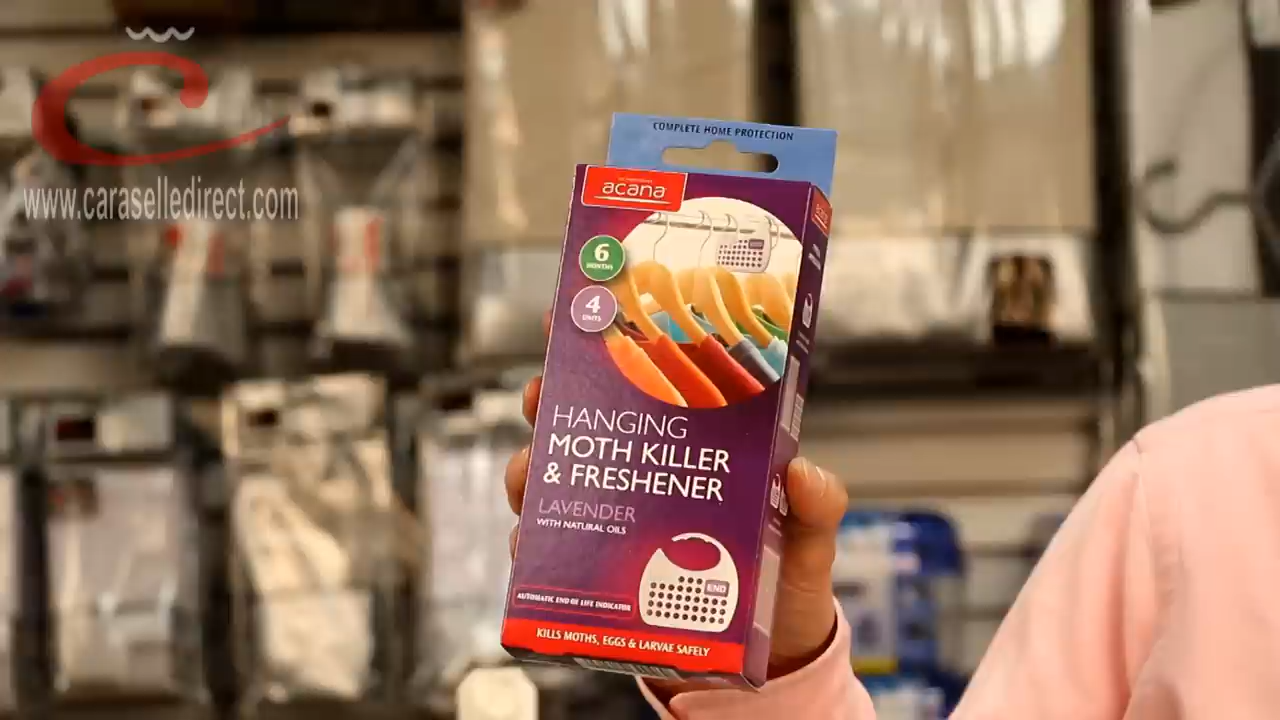 www.caraselledirect.com
COMPLETE HOME PROTECTION
acana
6
MONTHS
4
UNITS
HANGING
MOTH KILLER
& FRESHENER
LAVENDER
WITH NATURAL OILS
END
AUTOMATIC END OF LIFE INDICATOR
KILLS MOTHS, EGGS & LARVAE SAFELY
acana